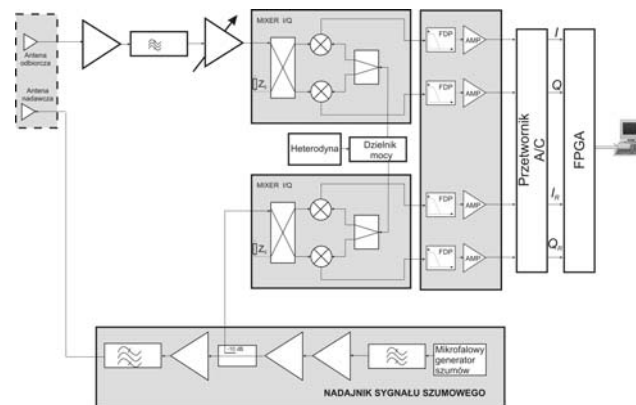 Antena
odbiorcza
Antena
nadawcza
MIXER I/Q
Z₀
FDP
AMP
FDP
AMP
I
Q
Heterodyna
Dzielnik
mocy
Przetwornik
A/C
FPGA
MIXER I/Q
FDP
AMP
FDP
AMP
I_R
Q_R
Mikrofalowy
generator
szumów
NADAJNIK SYGNAŁU SZUMOWEGO